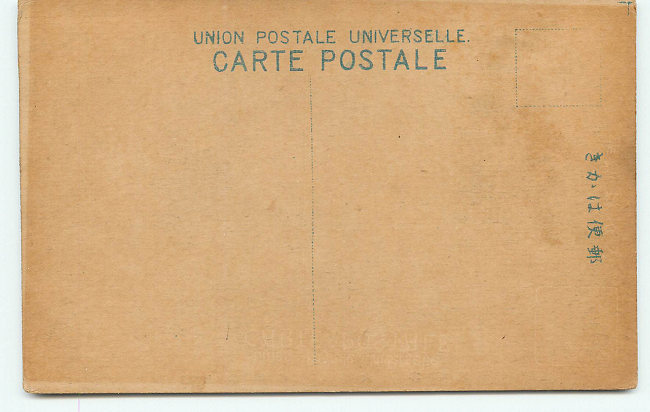 UNION POSTALE UNIVERSELLE.
CARTE POSTALE
郵便はかき